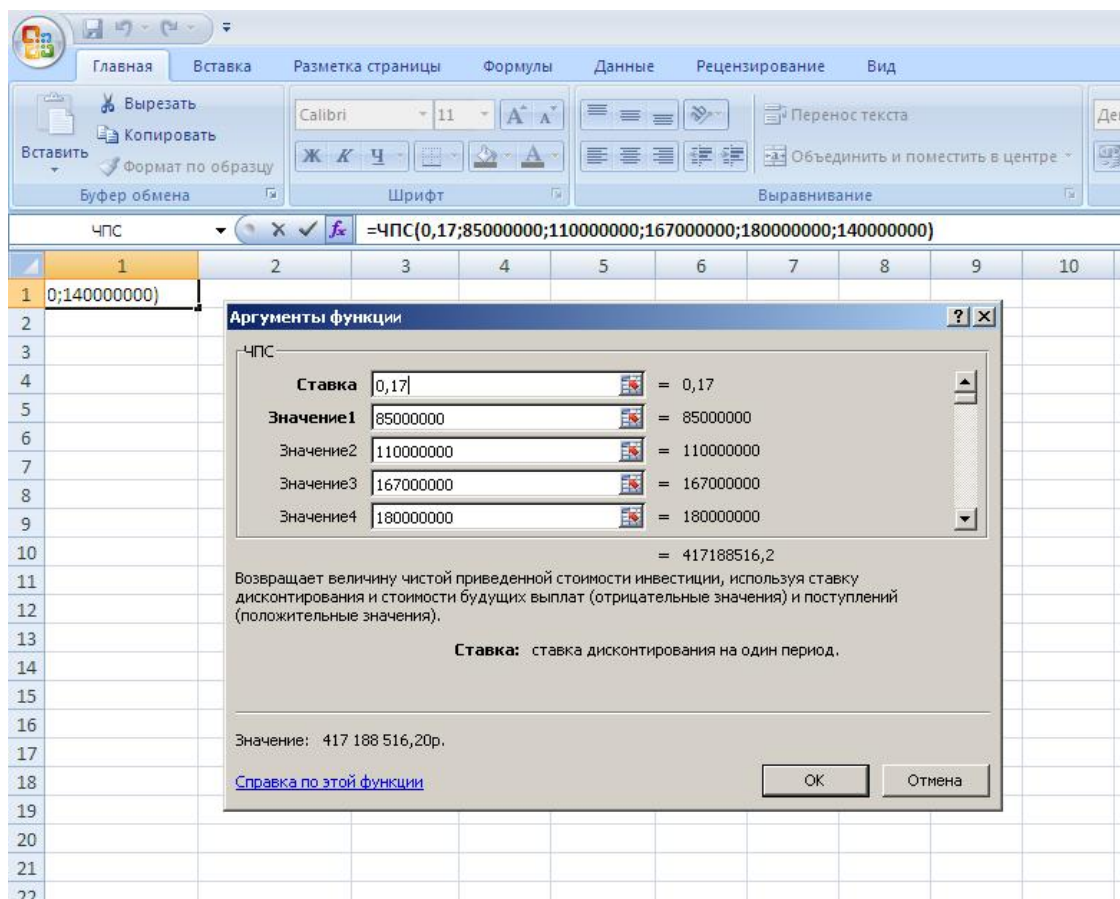 Главная Вставка Разметка страницы Формулы Данные Рецензирование Вид
Вырезать
Копировать
Формат по образцу
Вставить
Буфер обмена
Calibri 11
Ж К Ч
Шрифт
Перенос текста
Объединить и поместить в центре
Выравнивание
ЧПС =ЧПС(0,17;85000000;110000000;167000000;180000000;140000000)
1 2 3 4 5 6 7 8 9 10
1 0;140000000)
2
3
4
5
6
7
8
9
10
11
12
13
14
15
16
17
18
19
20
21
22
Аргументы функции
ЧПС
Ставка 0,17 = 0,17
Значение1 85000000 = 85000000
Значение2 110000000 = 110000000
Значение3 167000000 = 167000000
Значение4 180000000 = 180000000
= 417188516,2
Возвращает величину чистой приведенной стоимости инвестиции, используя ставку
дисконтирования и стоимости будущих выплат (отрицательные значения) и поступлений
(положительные значения).
Ставка: ставка дисконтирования на один период.
Значение: 417 188 516,20р.
Справка по этой функции
ОК Отмена